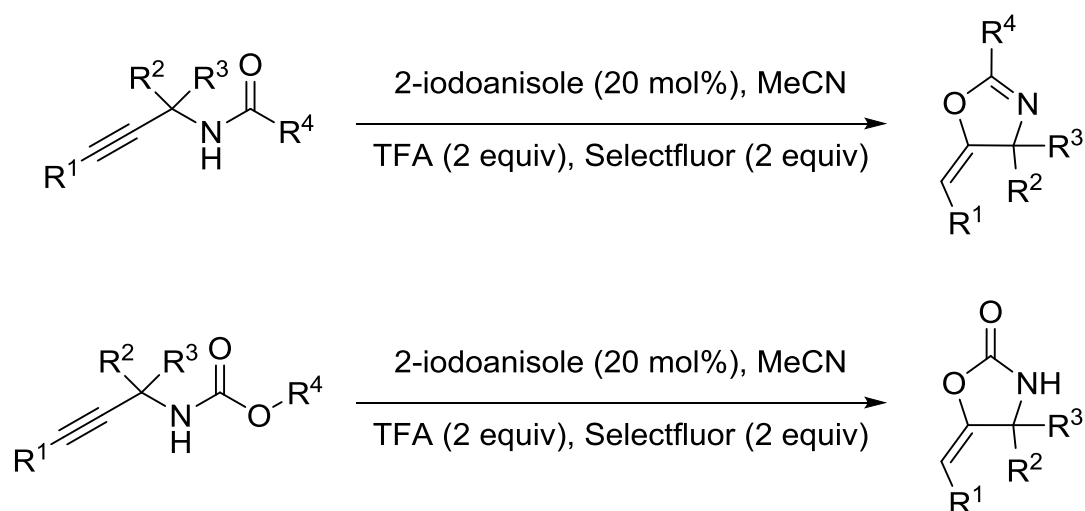 R² R³ O
R¹ N H R⁴
2-iodoanisole (20 mol%), MeCN
TFA (2 equiv), Selectfluor (2 equiv)
R⁴
O N
R³
R²
R¹
R² R³ O
R¹ N H O R⁴
2-iodoanisole (20 mol%), MeCN
TFA (2 equiv), Selectfluor (2 equiv)
O
O NH
R³
R²
R¹